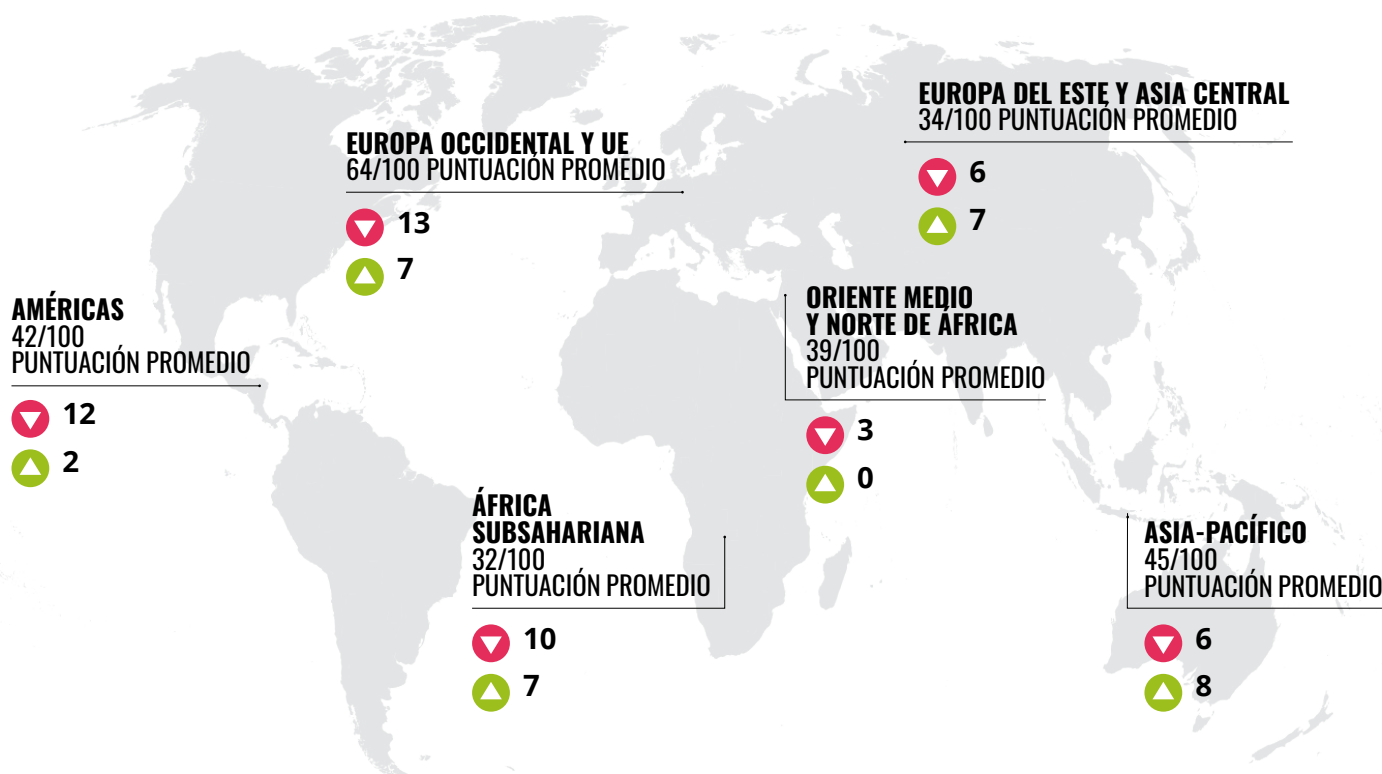 EUROPA DEL ESTE Y ASIA CENTRAL
34/100 PUNTUACIÓN PROMEDIO
6
7
EUROPA OCCIDENTAL Y UE
64/100 PUNTUACIÓN PROMEDIO
13
7
AMÉRICAS
42/100
PUNTUACIÓN PROMEDIO
12
2
ORIENTE MEDIO
Y NORTE DE ÁFRICA
39/100
PUNTUACIÓN PROMEDIO
3
0
ÁFRICA
SUBSAHARIANA
32/100
PUNTUACIÓN PROMEDIO
10
7
ASIA-PACÍFICO
45/100
PUNTUACIÓN PROMEDIO
6
8